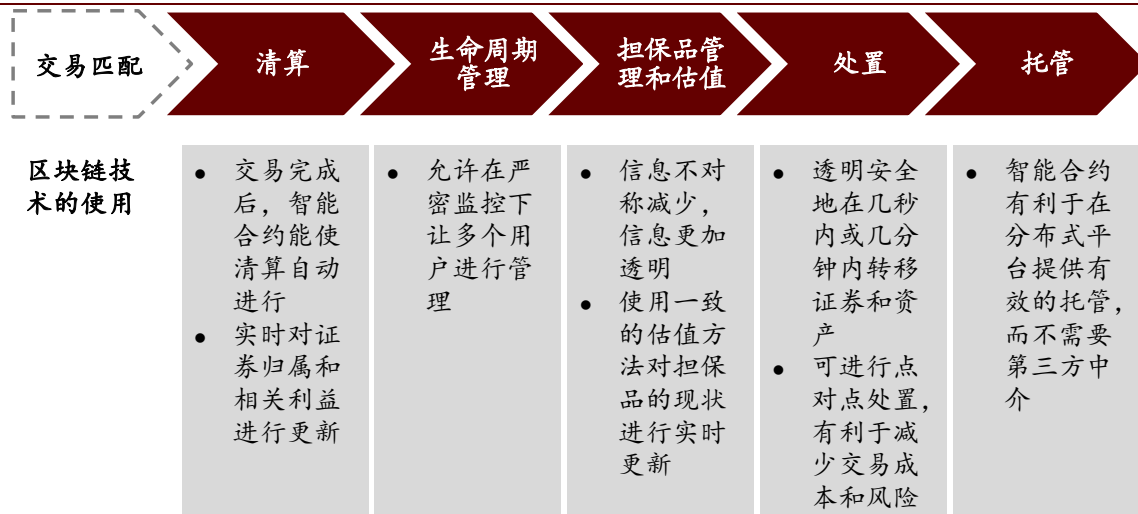 交易匹配
清算
生命周期
管理
担保品管
理和估值
处置
托管
区块链技
术的使用
● 交易完成
后，智能
合约能使
清算自动
进行
● 实时对证
券归属和
相关利益
进行更新
● 允许在严
密监控下
让多个用
户进行管
理
● 信息不对
称减少，
信息更加
透明
● 使用一致
的估值方
法对担保
品的现状
进行实时
更新
● 透明安全
地在几秒
内或几分
钟内转移
证券和资
产
● 可进行点
对点处置，
有利于减
少交易成
本和风险
● 智能合约
有利于在
分布式平
台提供有
效的托管，
而不需要
第三方中
介